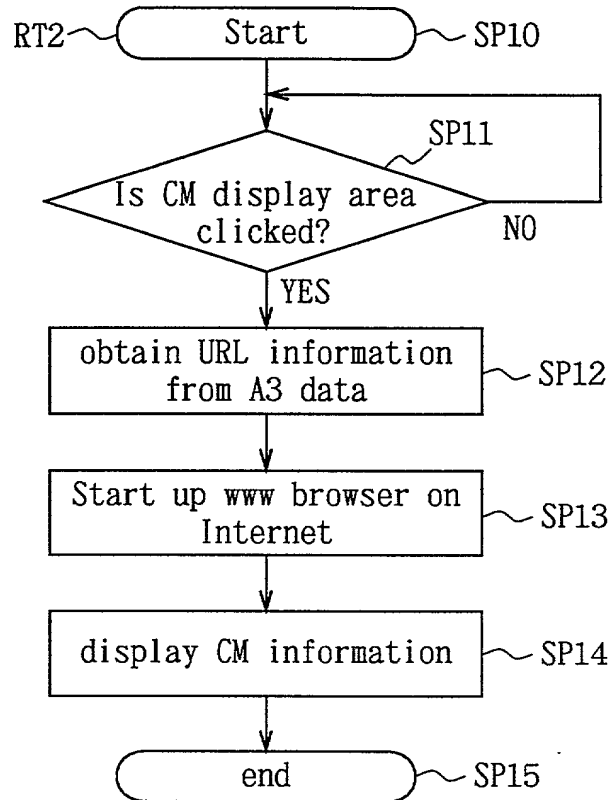 RT2
Start
SP10
SP11
Is CM display area
clicked?
NO
YES
obtain URL information
from A3 data
SP12
Start up www browser on
Internet
SP13
display CM information
SP14
end
SP15